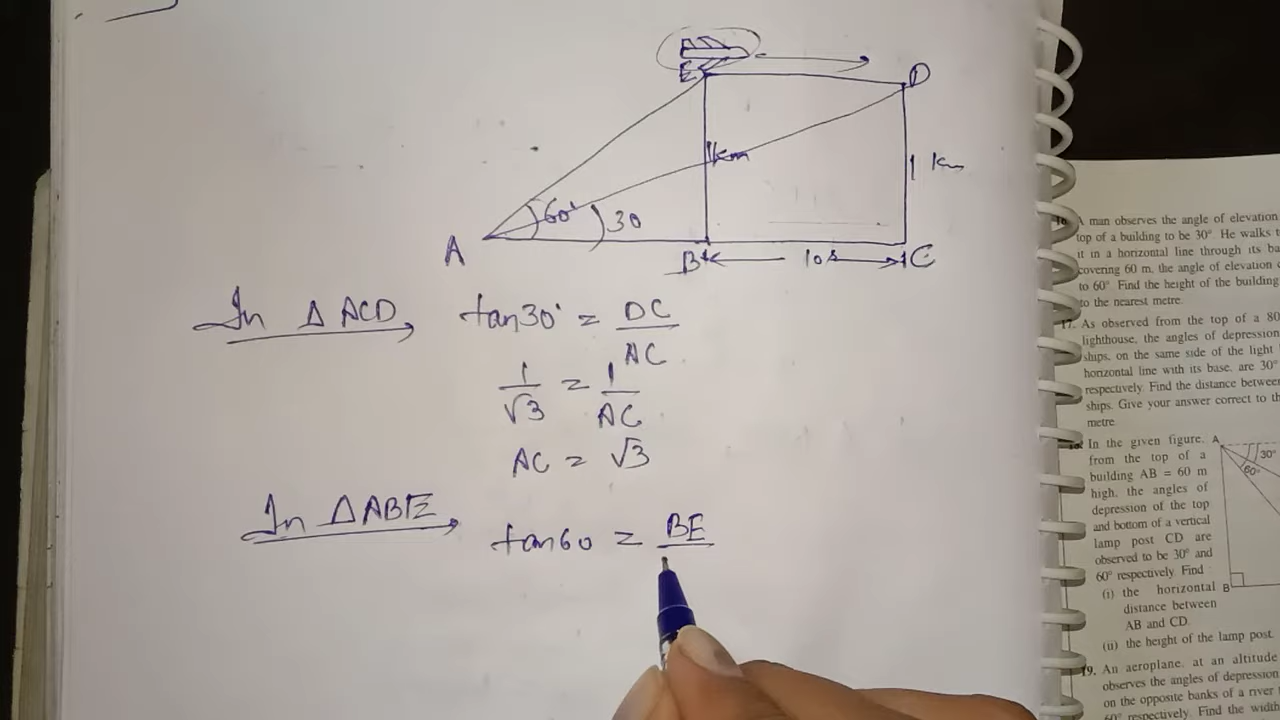 E
D
1km
1 km
60°
30
A
B
10s
C
In Δ ACD
tan30° = DC
AC
1 = 1
√3 AC
AC = √3
In ΔABE
tan60 = BE
A man observes the angle of elevation
top of a building to be 30°. He walks
it in a horizontal line through its ba
covering 60 m, the angle of elevation
to 60°. Find the height of the building
to the nearest metre.
17. As observed from the top of a 80
lighthouse, the angles of depression
ships, on the same side of the light
horizontal line with its base, are 30°
respectively. Find the distance between
ships. Give your answer correct to th
metre.
In the given figure,
from the top of a
building AB = 60 m
high, the angles of
depression of the top
and bottom of a vertical
lamp post CD are
observed to be 30° and
60° respectively. Find
(i) the horizontal
distance between
AB and CD.
(ii) the height of the lamp post.
A
30°
60°
B
19. An aeroplane, at an altitude
observes the angles of depression
on the opposite banks of a river
60° respectively. Find the width